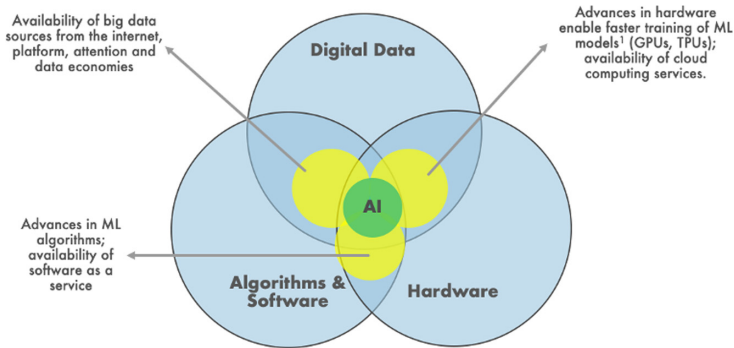 Availability of big data
sources from the internet,
platform, attention and
data economies
Advances in hardware
enable faster training of ML
models¹ (GPUs, TPUs);
availability of cloud
computing services.
Digital Data
AI
Advances in ML
algorithms;
availability of
software as a
service
Algorithms &
Software
Hardware